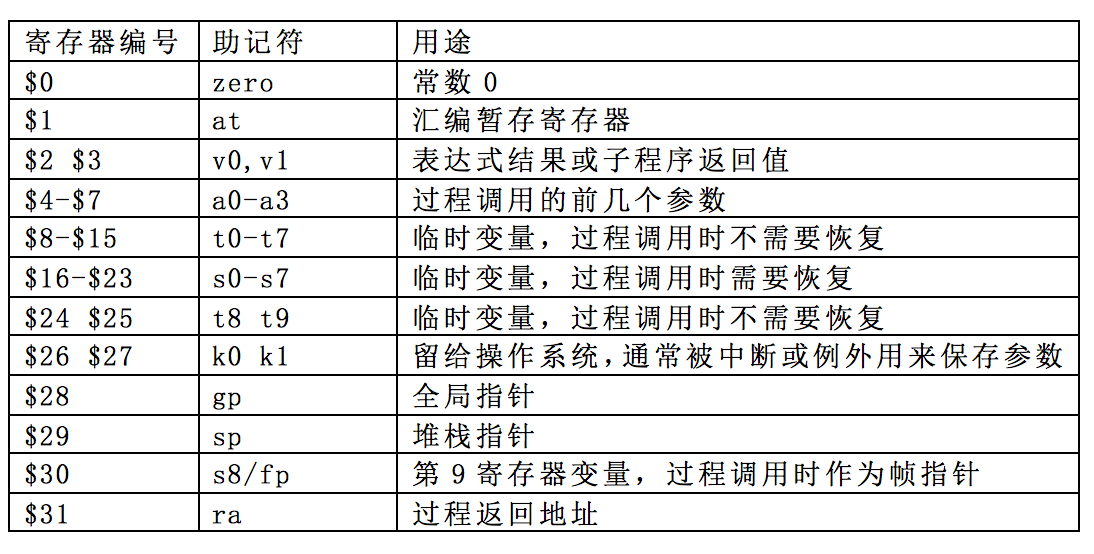 寄存器编号 助记符 用途
$0 zero 常数 0
$1 at 汇编暂存寄存器
$2 $3 v0,v1 表达式结果或子程序返回值
$4-$7 a0-a3 过程调用的前几个参数
$8-$15 t0-t7 临时变量，过程调用时不需要恢复
$16-$23 s0-s7 临时变量，过程调用时需要恢复
$24 $25 t8 t9 临时变量，过程调用时不需要恢复
$26 $27 k0 k1 留给操作系统，通常被中断或例外用来保存参数
$28 gp 全局指针
$29 sp 堆栈指针
$30 s8/fp 第 9 寄存器变量，过程调用时作为帧指针
$31 ra 过程返回地址